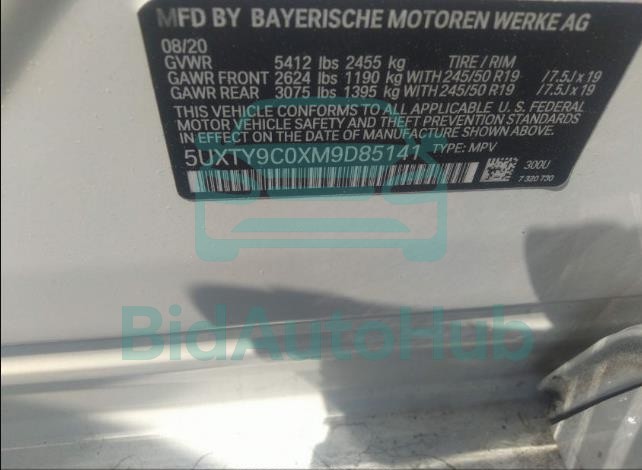 MFD BY BAYERISCHE MOTOREN WERKE AG
08/20
GVWR 5412 lbs 2455 kg TIRE / RIM
GAWR FRONT 2624 lbs 1190 kg WITH 245/50 R19 / 7.5J x 19
GAWR REAR 3075 lbs 1395 kg WITH 245/50 R19 / 7.5J x 19
THIS VEHICLE CONFORMS TO ALL APPLICABLE U. S. FEDERAL
MOTOR VEHICLE SAFETY, BUMPER, AND THEFT PREVENTION STANDARDS
IN EFFECT ON THE DATE OF MANUFACTURE SHOWN ABOVE.
5UXTY9C0XM9D85141 TYPE: MPV
300U
7 320 730
BidAutoHub